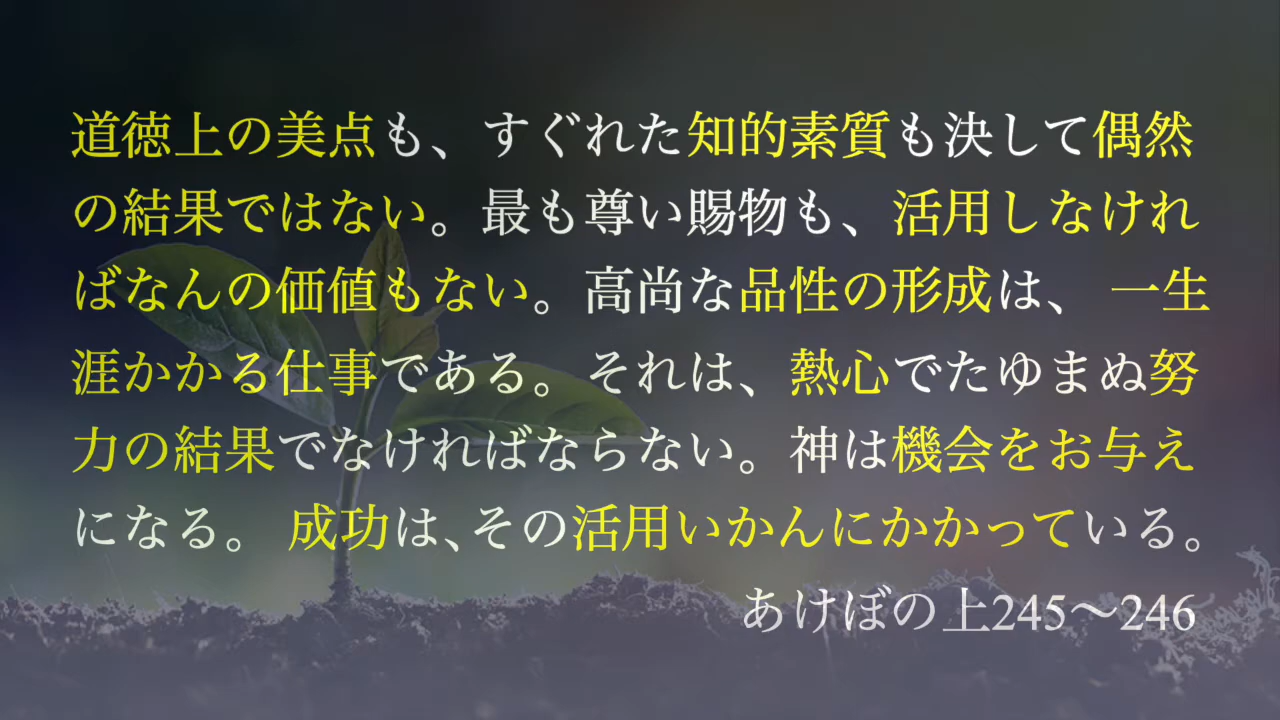 道徳上の美点も、すぐれた知的素質も決して偶然
の結果ではない。最も尊い賜物も、活用しなけれ
ばなんの価値もない。高尚な品性の形成は、 一生
涯かかる仕事である。それは、熱心でたゆまぬ努
力の結果でなければならない。神は機会をお与え
になる。 成功は、その活用いかんにかかっている。
あけぼの上245〜246